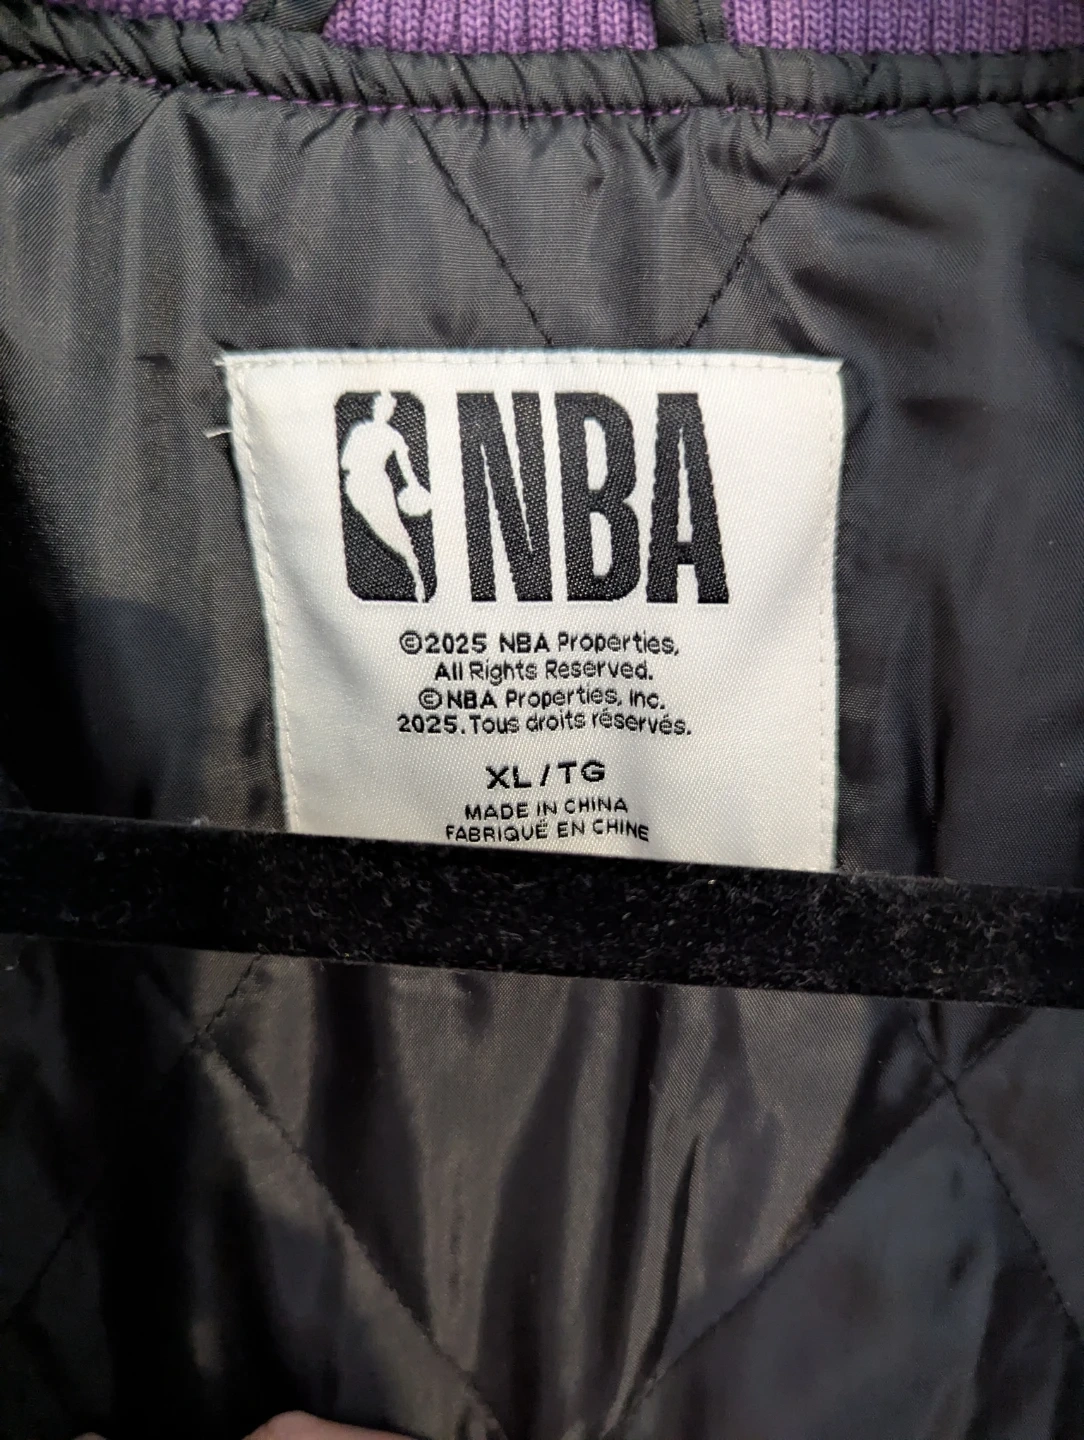 NBA
©2025 NBA Properties,
All Rights Reserved.
©NBA Properties, Inc.
2025. Tous droits réservés.
XL/TG
MADE IN CHINA
FABRIQUÉ EN CHINE